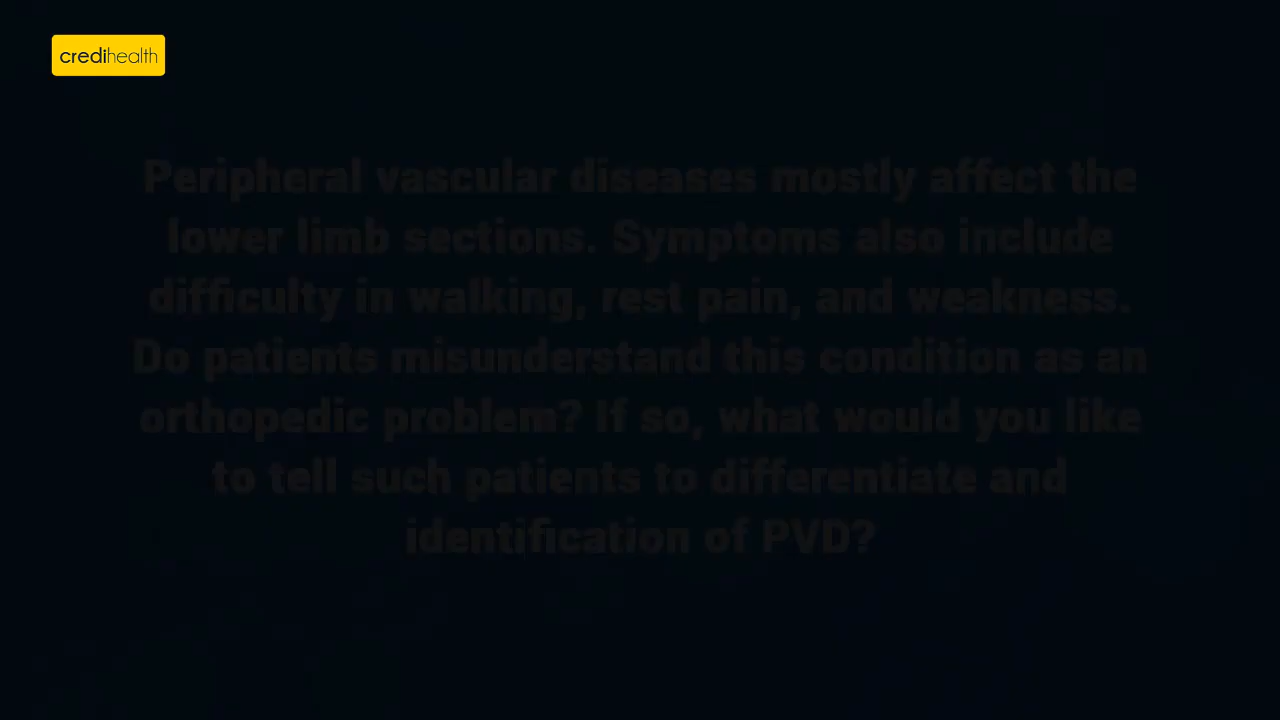 credihealth
Peripheral vascular diseases mostly affect the
lower limb sections. Symptoms also include
difficulty in walking, rest pain, and weakness.
Do patients misunderstand this condition as an
orthopedic problem? If so, what would you like
to tell such patients to differentiate and
identification of PVD?